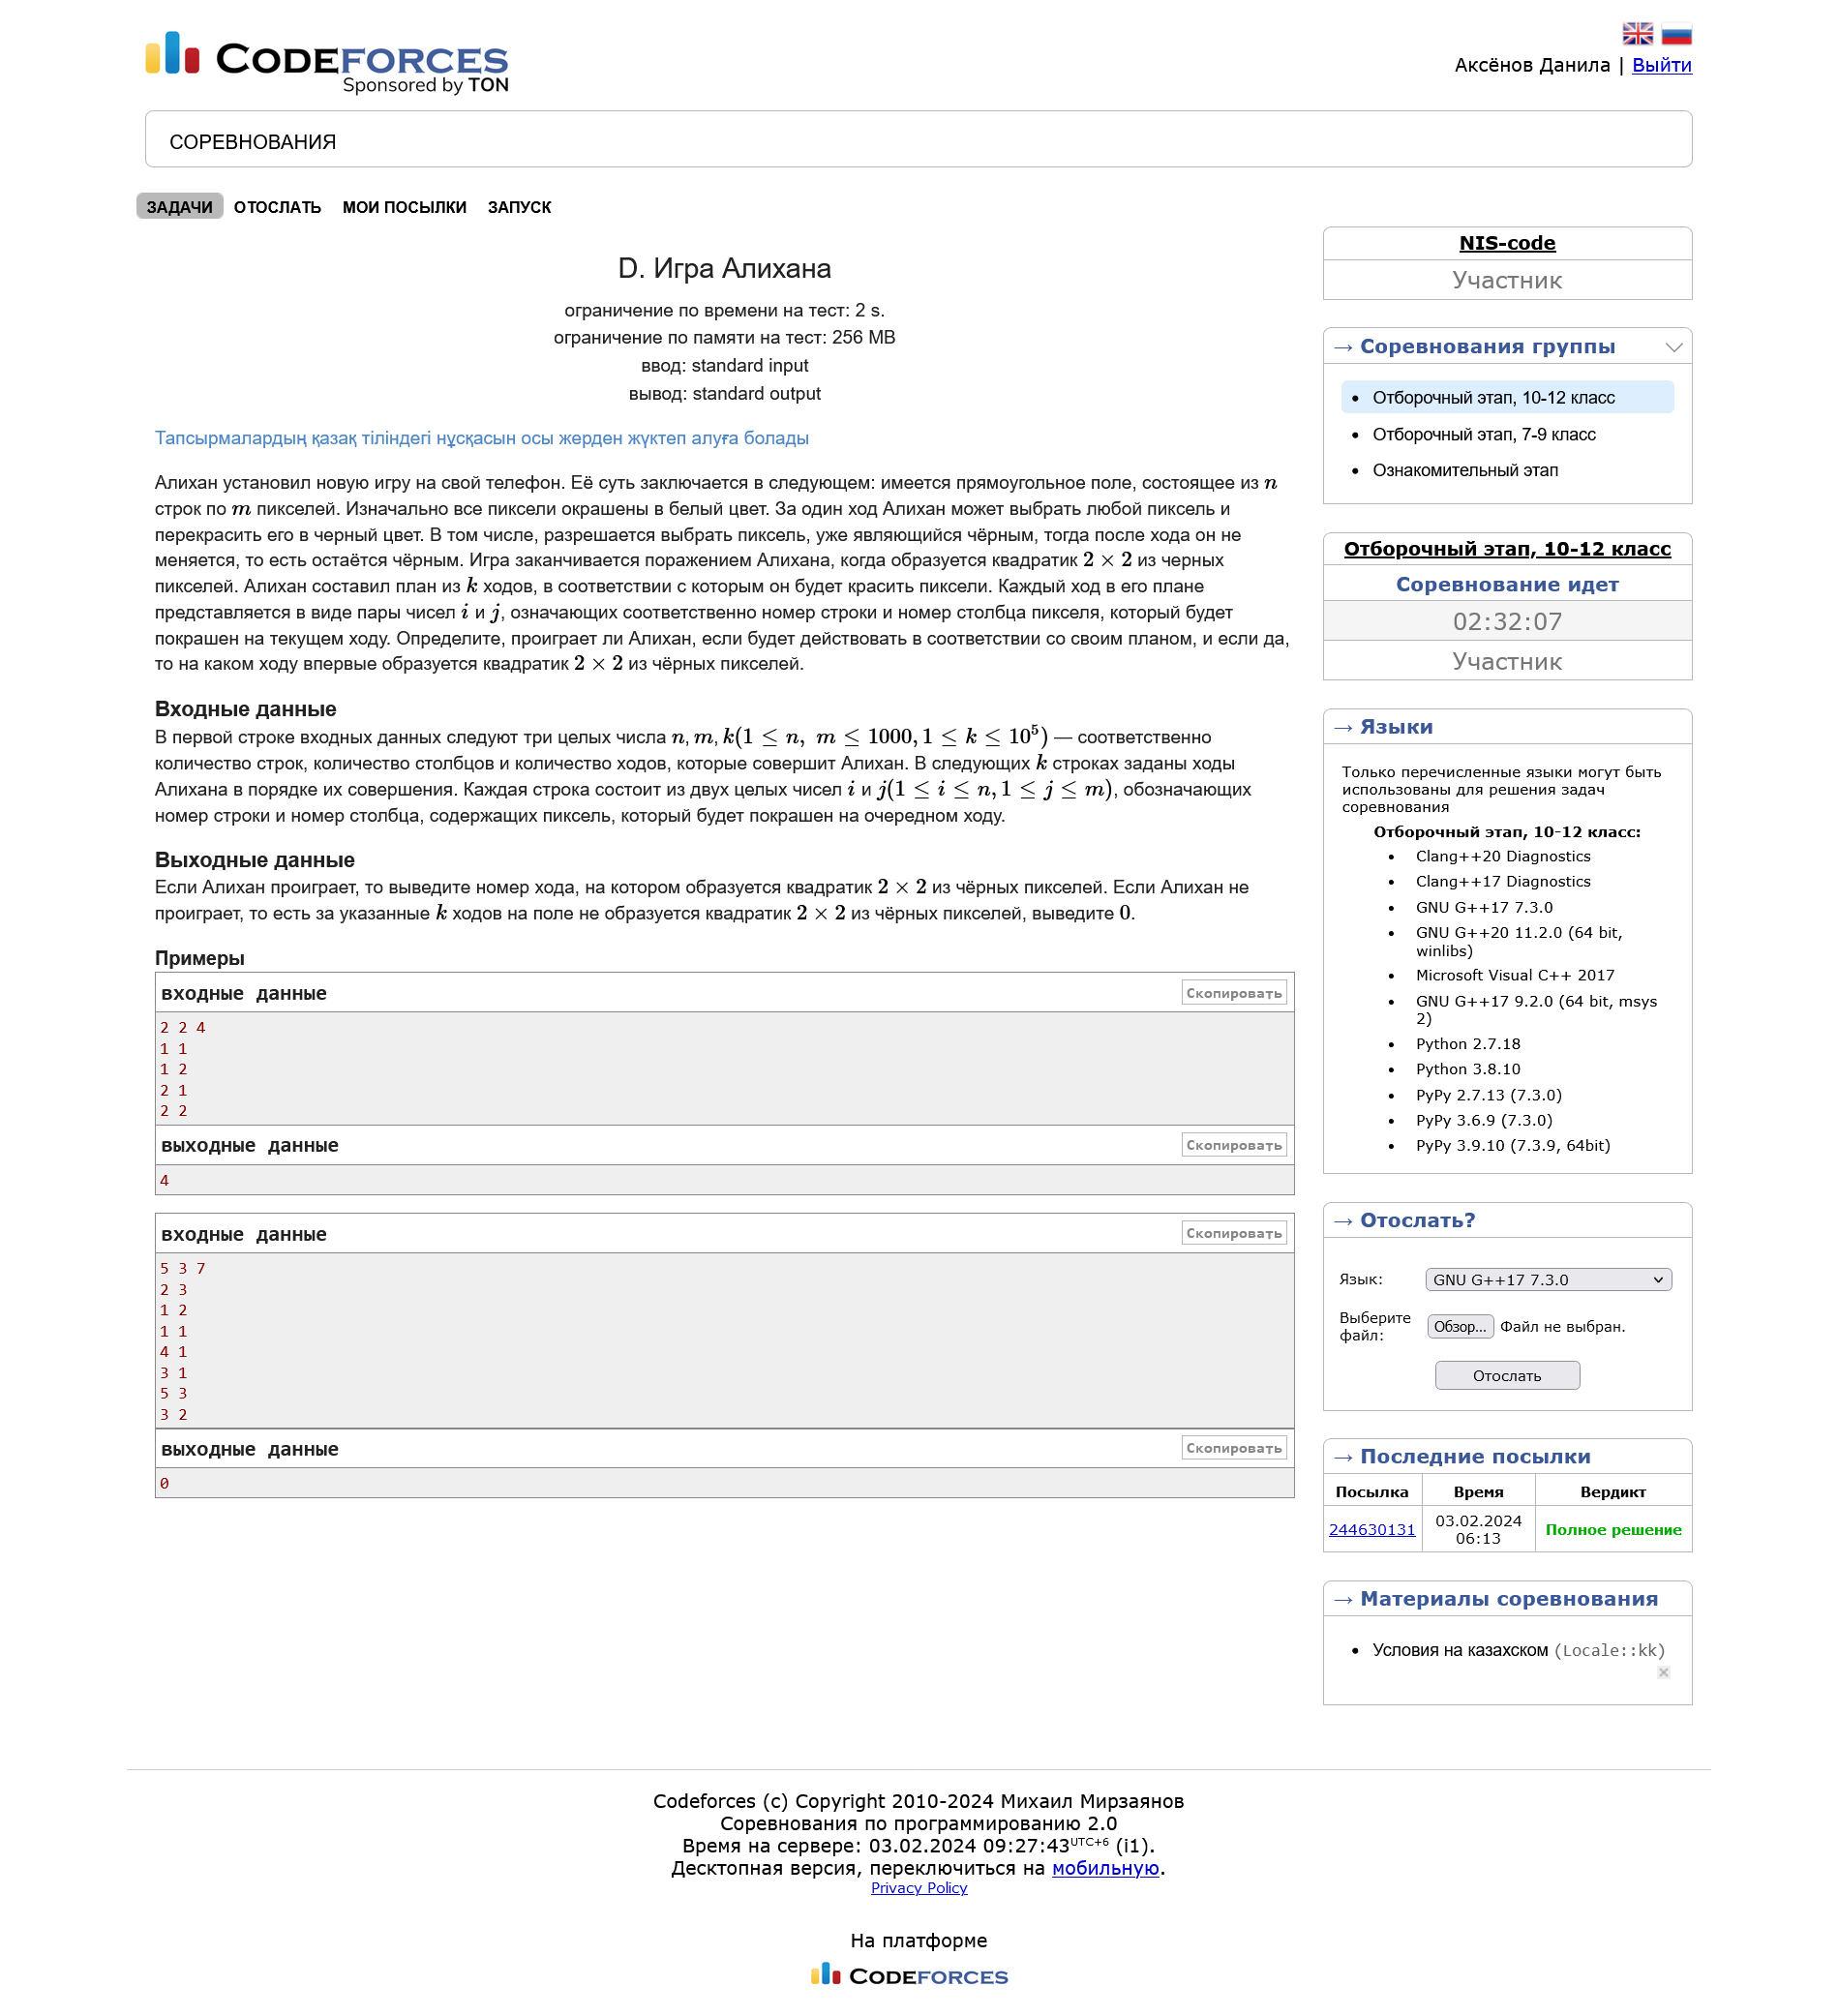 CODEFORCES
Sponsored by TON
Аксёнов Данила | Выйти
СОРЕВНОВАНИЯ
ЗАДАЧИ ОТОСЛАТЬ МОИ ПОСЫЛКИ ЗАПУСК
D. Игра Алихана
ограничение по времени на тест: 2 s.
ограничение по памяти на тест: 256 MB
ввод: standard input
вывод: standard output
Тапсырмалардың қазақ тіліндегі нұсқасын осы жерден жүктеп алуға болады
Алихан установил новую игру на свой телефон. Её суть заключается в следующем: имеется прямоугольное поле, состоящее из n
строк по m пикселей. Изначально все пиксели окрашены в белый цвет. За один ход Алихан может выбрать любой пиксель и
перекрасить его в черный цвет. В том числе, разрешается выбрать пиксель, уже являющийся чёрным, тогда после хода он не
меняется, то есть остаётся чёрным. Игра заканчивается поражением Алихана, когда образуется квадратик 2 × 2 из черных
пикселей. Алихан составил план из k ходов, в соответствии с которым он будет красить пиксели. Каждый ход в его плане
представляется в виде пары чисел i и j, означающих соответственно номер строки и номер столбца пикселя, который будет
покрашен на текущем ходу. Определите, проиграет ли Алихан, если будет действовать в соответствии со своим планом, и если да,
то на каком ходу впервые образуется квадратик 2 × 2 из чёрных пикселей.
Входные данные
В первой строке входных данных следуют три целых числа n, m, k(1 ≤ n, m ≤ 1000, 1 ≤ k ≤ 10⁵) — соответственно
количество строк, количество столбцов и количество ходов, которые совершит Алихан. В следующих k строках заданы ходы
Алихана в порядке их совершения. Каждая строка состоит из двух целых чисел i и j(1 ≤ i ≤ n, 1 ≤ j ≤ m), обозначающих
номер строки и номер столбца, содержащих пиксель, который будет покрашен на очередном ходу.
Выходные данные
Если Алихан проиграет, то выведите номер хода, на котором образуется квадратик 2 × 2 из чёрных пикселей. Если Алихан не
проиграет, то есть за указанные k ходов на поле не образуется квадратик 2 × 2 из чёрных пикселей, выведите 0.
Примеры
входные данные
Скопировать
2 2 4
1 1
1 2
2 1
2 2
выходные данные
Скопировать
4
входные данные
Скопировать
5 3 7
2 3
1 2
1 1
4 1
3 1
5 3
3 2
выходные данные
Скопировать
0
NIS-code
Участник
→ Соревнования группы
Отборочный этап, 10-12 класс
Отборочный этап, 7-9 класс
Ознакомительный этап
Отборочный этап, 10-12 класс
Соревнование идет
02:32:07
Участник
→ Языки
Только перечисленные языки могут быть
использованы для решения задач
соревнования
Отборочный этап, 10-12 класс:
Clang++20 Diagnostics
Clang++17 Diagnostics
GNU G++17 7.3.0
GNU G++20 11.2.0 (64 bit,
winlibs)
Microsoft Visual C++ 2017
GNU G++17 9.2.0 (64 bit, msys
2)
Python 2.7.18
Python 3.8.10
PyPy 2.7.13 (7.3.0)
PyPy 3.6.9 (7.3.0)
PyPy 3.9.10 (7.3.9, 64bit)
→ Отослать?
Язык: GNU G++17 7.3.0
Выберите
файл:
Обзор... Файл не выбран.
Отослать
→ Последние посылки
Посылка Время Вердикт
244630131 03.02.2024
06:13
Полное решение
→ Материалы соревнования
Условия на казахском (Locale::kk)
Codeforces (c) Copyright 2010-2024 Михаил Мирзаянов
Соревнования по программированию 2.0
Время на сервере: 03.02.2024 09:27:43UTC+6 (i1).
Десктопная версия, переключиться на мобильную.
Privacy Policy
На платформе
CODEFORCES